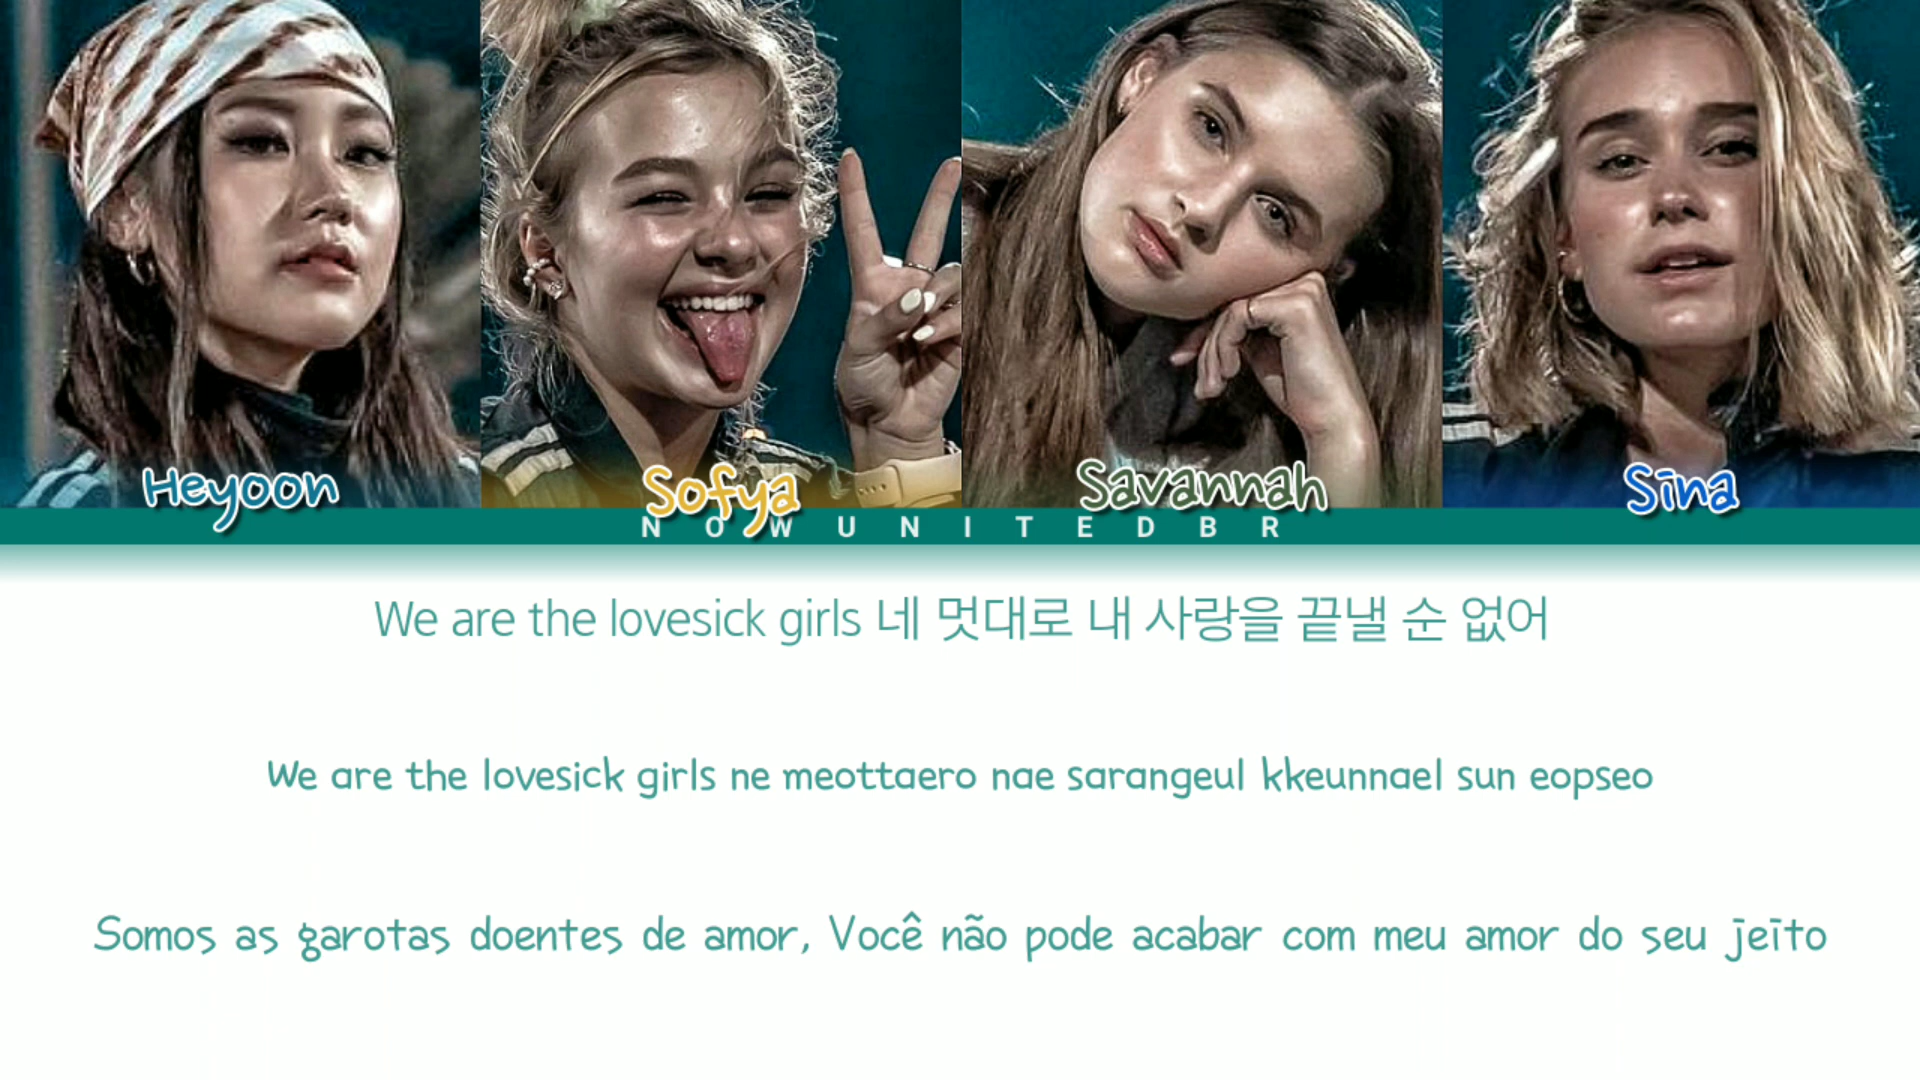 Heyoon
Sofya
Savannah
Sina
NOWUNITEDBR
We are the lovesick girls 네 멋대로 내 사랑을 끝낼 순 없어
We are the lovesick girls ne meottaero nae sarangeul kkeunnael sun eopseo
Somos as garotas doentes de amor, Você não pode acabar com meu amor do seu jeito